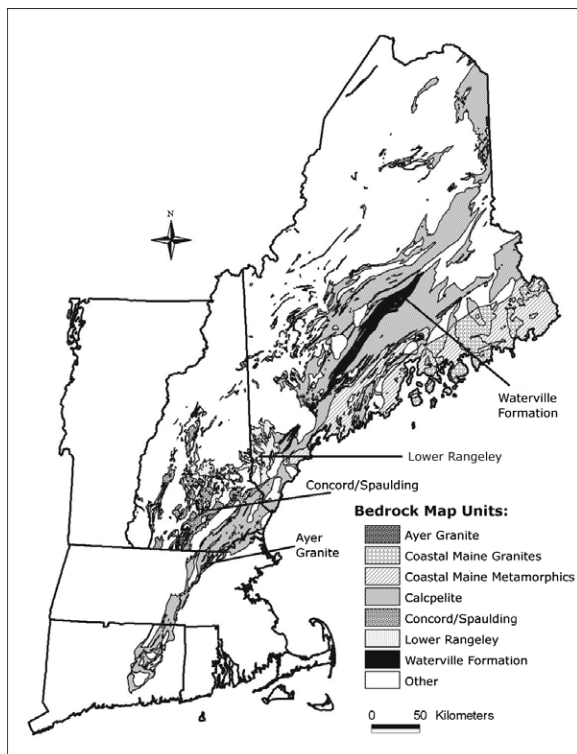 N
Waterville
Formation
Lower Rangeley
Concord/Spaulding
Ayer
Granite
Bedrock Map Units:
Ayer Granite
Coastal Maine Granites
Coastal Maine Metamorphics
Calcpelite
Concord/Spaulding
Lower Rangeley
Waterville Formation
Other
0 50 Kilometers